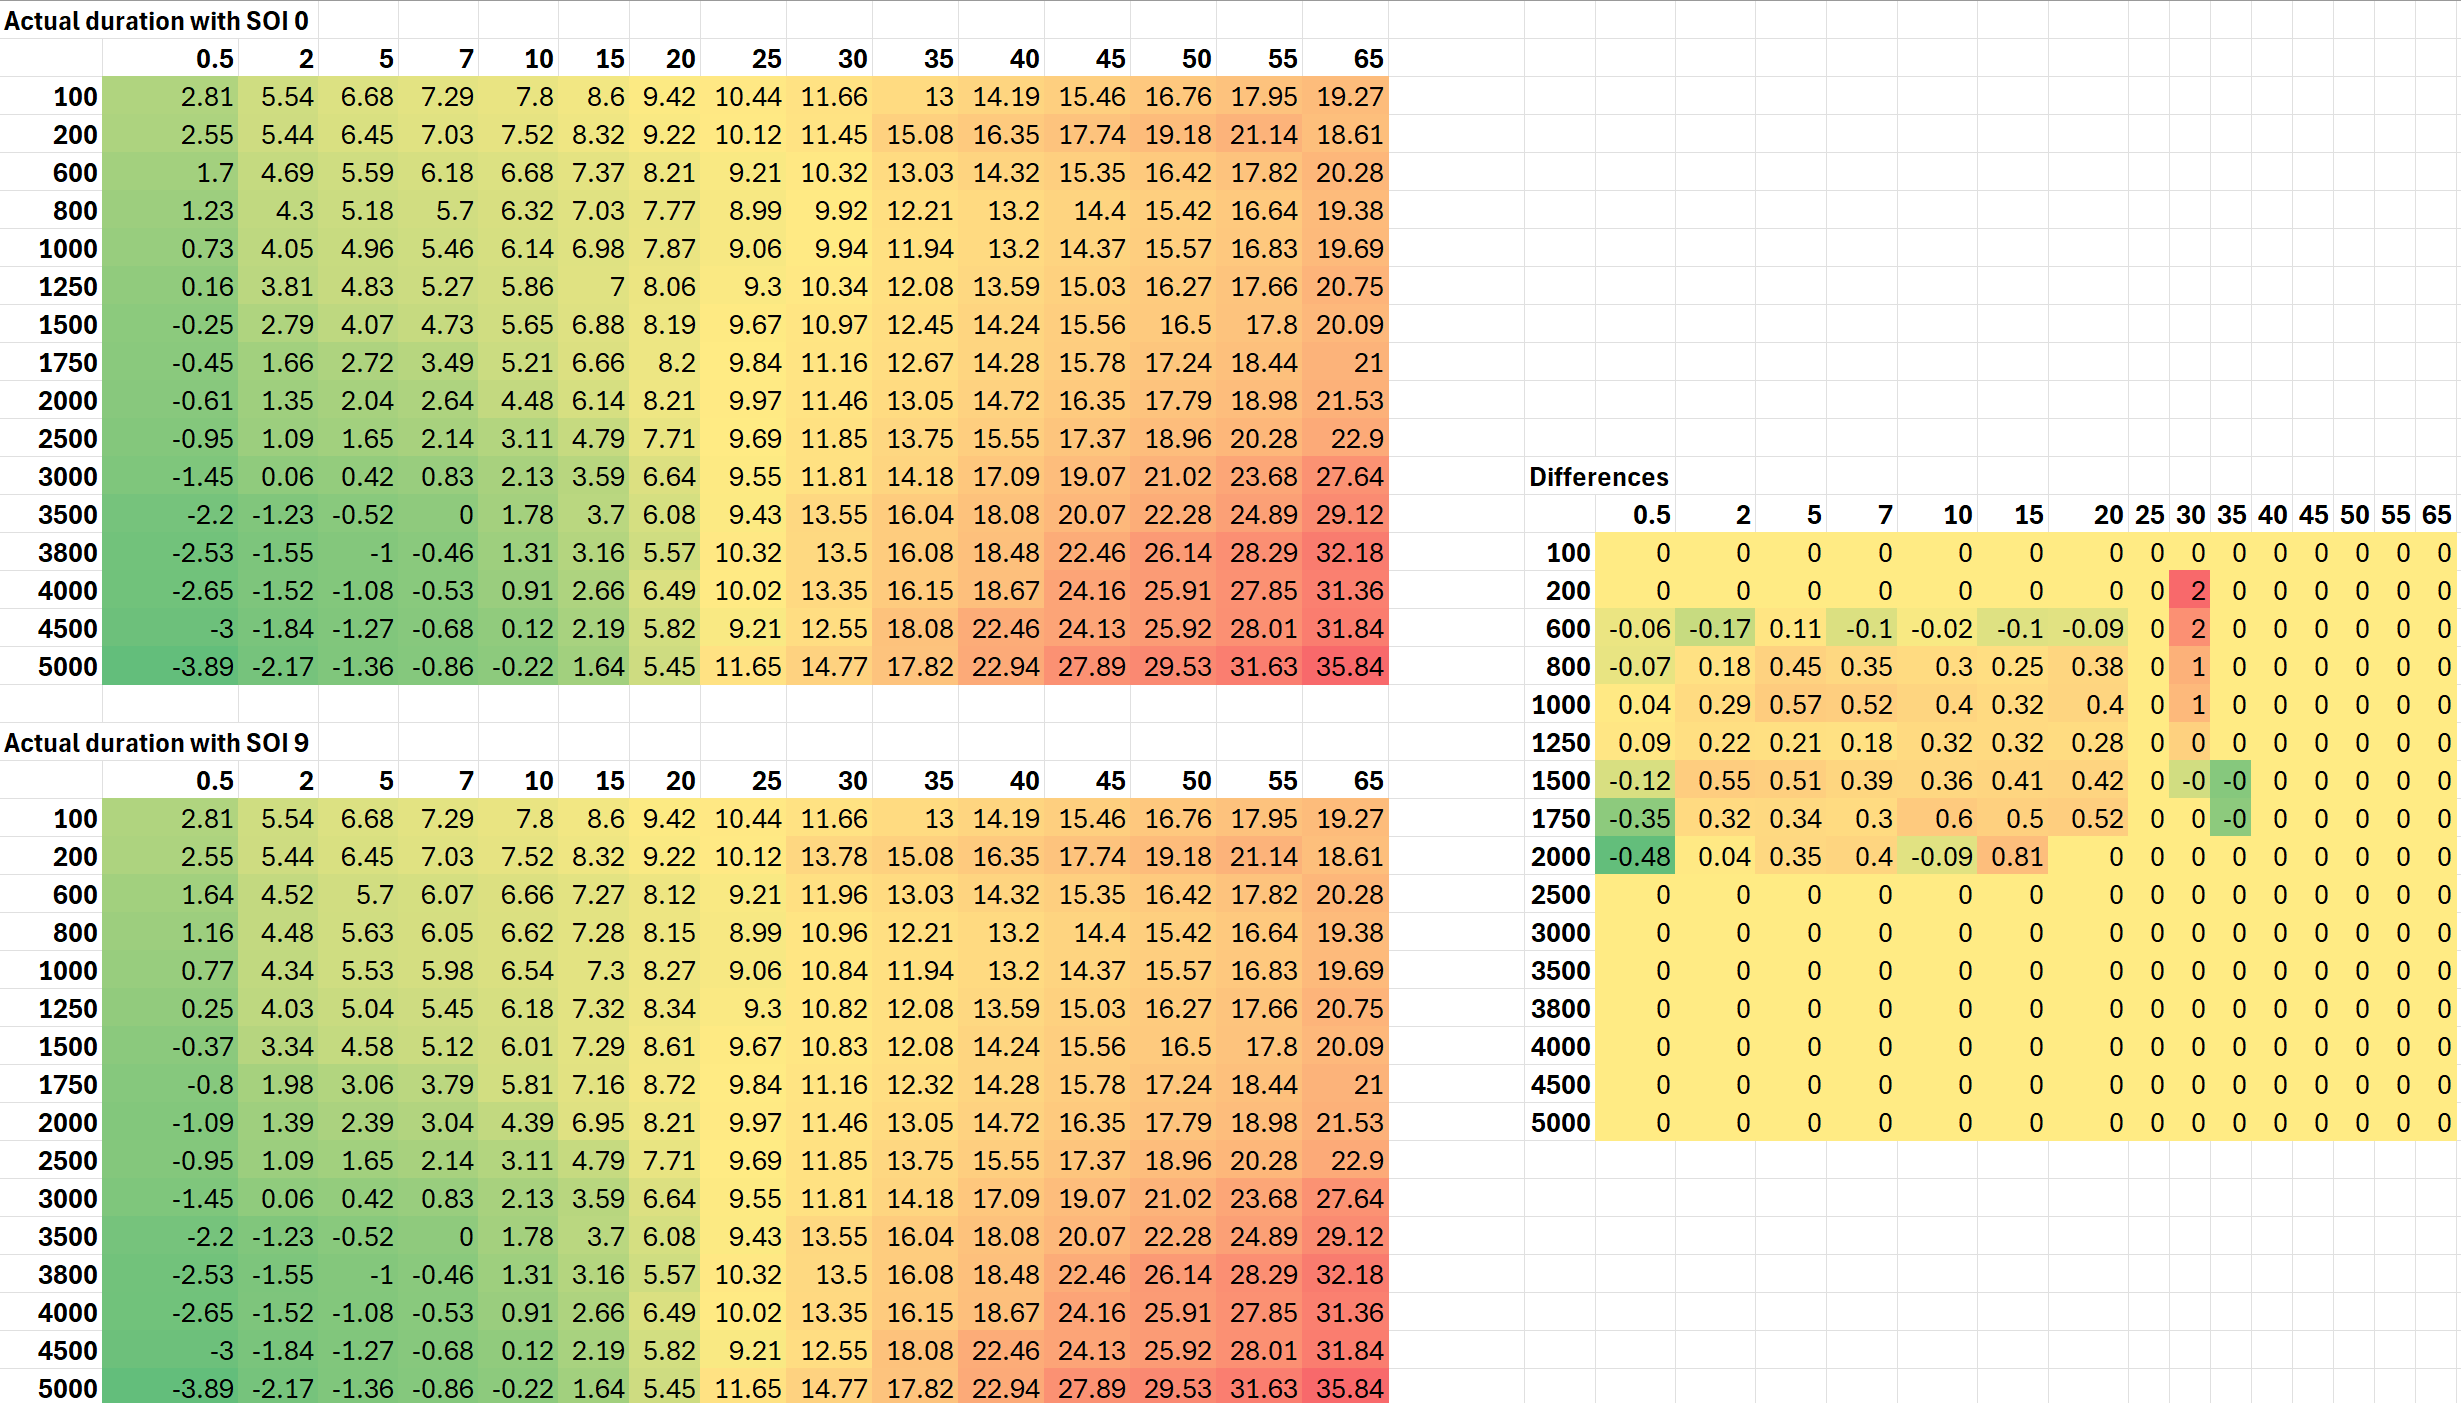 Actual duration with SOI 0
0.5 2 5 7 10 15 20 25 30 35 40 45 50 55 65
100 2.81 5.54 6.68 7.29 7.8 8.6 9.42 10.44 11.66 13 14.19 15.46 16.76 17.95 19.27
200 2.55 5.44 6.45 7.03 7.52 8.32 9.22 10.12 11.45 15.08 16.35 17.74 19.18 21.14 18.61
600 1.7 4.69 5.59 6.18 6.68 7.37 8.21 9.21 10.32 13.03 14.32 15.35 16.42 17.82 20.28
800 1.23 4.3 5.18 5.7 6.32 7.03 7.77 8.99 9.92 12.21 13.2 14.4 15.42 16.64 19.38
1000 0.73 4.05 4.96 5.46 6.14 6.98 7.87 9.06 9.94 11.94 13.2 14.37 15.57 16.83 19.69
1250 0.16 3.81 4.83 5.27 5.86 7 8.06 9.3 10.34 12.08 13.59 15.03 16.27 17.66 20.75
1500 -0.25 2.79 4.07 4.73 5.65 6.88 8.19 9.67 10.97 12.45 14.24 15.56 16.5 17.8 20.09
1750 -0.45 1.66 2.72 3.49 5.21 6.66 8.2 9.84 11.16 12.67 14.28 15.78 17.24 18.44 21
2000 -0.61 1.35 2.04 2.64 4.48 6.14 8.21 9.97 11.46 13.05 14.72 16.35 17.79 18.98 21.53
2500 -0.95 1.09 1.65 2.14 3.11 4.79 7.71 9.69 11.85 13.75 15.55 17.37 18.96 20.28 22.9
3000 -1.45 0.06 0.42 0.83 2.13 3.59 6.64 9.55 11.81 14.18 17.09 19.07 21.02 23.68 27.64
3500 -2.2 -1.23 -0.52 0 1.78 3.7 6.08 9.43 13.55 16.04 18.08 20.07 22.28 24.89 29.12
3800 -2.53 -1.55 -1 -0.46 1.31 3.16 5.57 10.32 13.5 16.08 18.48 22.46 26.14 28.29 32.18
4000 -2.65 -1.52 -1.08 -0.53 0.91 2.66 6.49 10.02 13.35 16.15 18.67 24.16 25.91 27.85 31.36
4500 -3 -1.84 -1.27 -0.68 0.12 2.19 5.82 9.21 12.55 18.08 22.46 24.13 25.92 28.01 31.84
5000 -3.89 -2.17 -1.36 -0.86 -0.22 1.64 5.45 11.65 14.77 17.82 22.94 27.89 29.53 31.63 35.84
Actual duration with SOI 9
0.5 2 5 7 10 15 20 25 30 35 40 45 50 55 65
100 2.81 5.54 6.68 7.29 7.8 8.6 9.42 10.44 11.66 13 14.19 15.46 16.76 17.95 19.27
200 2.55 5.44 6.45 7.03 7.52 8.32 9.22 10.12 13.78 15.08 16.35 17.74 19.18 21.14 18.61
600 1.64 4.52 5.7 6.07 6.66 7.27 8.12 9.21 11.96 13.03 14.32 15.35 16.42 17.82 20.28
800 1.16 4.48 5.63 6.05 6.62 7.28 8.15 8.99 10.96 12.21 13.2 14.4 15.42 16.64 19.38
1000 0.77 4.34 5.53 5.98 6.54 7.3 8.27 9.06 10.84 11.94 13.2 14.37 15.57 16.83 19.69
1250 0.25 4.03 5.04 5.45 6.18 7.32 8.34 9.3 10.82 12.08 13.59 15.03 16.27 17.66 20.75
1500 -0.37 3.34 4.58 5.12 6.01 7.29 8.61 9.67 10.83 12.08 14.24 15.56 16.5 17.8 20.09
1750 -0.8 1.98 3.06 3.79 5.81 7.16 8.72 9.84 11.16 12.32 14.28 15.78 17.24 18.44 21
2000 -1.09 1.39 2.39 3.04 4.39 6.95 8.21 9.97 11.46 13.05 14.72 16.35 17.79 18.98 21.53
2500 -0.95 1.09 1.65 2.14 3.11 4.79 7.71 9.69 11.85 13.75 15.55 17.37 18.96 20.28 22.9
3000 -1.45 0.06 0.42 0.83 2.13 3.59 6.64 9.55 11.81 14.18 17.09 19.07 21.02 23.68 27.64
3500 -2.2 -1.23 -0.52 0 1.78 3.7 6.08 9.43 13.55 16.04 18.08 20.07 22.28 24.89 29.12
3800 -2.53 -1.55 -1 -0.46 1.31 3.16 5.57 10.32 13.5 16.08 18.48 22.46 26.14 28.29 32.18
4000 -2.65 -1.52 -1.08 -0.53 0.91 2.66 6.49 10.02 13.35 16.15 18.67 24.16 25.91 27.85 31.36
4500 -3 -1.84 -1.27 -0.68 0.12 2.19 5.82 9.21 12.55 18.08 22.46 24.13 25.92 28.01 31.84
5000 -3.89 -2.17 -1.36 -0.86 -0.22 1.64 5.45 11.65 14.77 17.82 22.94 27.89 29.53 31.63 35.84
Differences
0.5 2 5 7 10 15 20 25 30 35 40 45 50 55 65
100 0 0 0 0 0 0 0 0 0 0 0 0 0 0 0
200 0 0 0 0 0 0 0 0 2 0 0 0 0 0 0
600 -0.06 -0.17 0.11 -0.1 -0.02 -0.1 -0.09 0 2 0 0 0 0 0 0
800 -0.07 0.18 0.45 0.35 0.3 0.25 0.38 0 1 0 0 0 0 0 0
1000 0.04 0.29 0.57 0.52 0.4 0.32 0.4 0 1 0 0 0 0 0 0
1250 0.09 0.22 0.21 0.18 0.32 0.32 0.28 0 0 0 0 0 0 0 0
1500 -0.12 0.55 0.51 0.39 0.36 0.41 0.42 0 -0 -0 0 0 0 0 0
1750 -0.35 0.32 0.34 0.3 0.6 0.5 0.52 0 0 -0 0 0 0 0 0
2000 -0.48 0.04 0.35 0.4 -0.09 0.81 0 0 0 0 0 0 0 0 0
2500 0 0 0 0 0 0 0 0 0 0 0 0 0 0 0
3000 0 0 0 0 0 0 0 0 0 0 0 0 0 0 0
3500 0 0 0 0 0 0 0 0 0 0 0 0 0 0 0
3800 0 0 0 0 0 0 0 0 0 0 0 0 0 0 0
4000 0 0 0 0 0 0 0 0 0 0 0 0 0 0 0
4500 0 0 0 0 0 0 0 0 0 0 0 0 0 0 0
5000 0 0 0 0 0 0 0 0 0 0 0 0 0 0 0